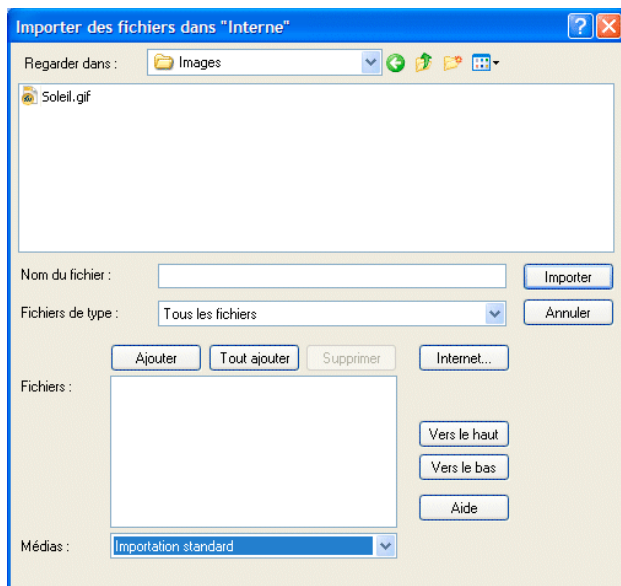 Importer des fichiers dans "Interne"
Regarder dans : Images
Soleil.gif
Nom du fichier : Importer
Fichiers de type : Tous les fichiers Annuler
Ajouter Tout ajouter Supprimer Internet...
Fichiers :
Vers le haut
Vers le bas
Aide
Médias : Importation standard